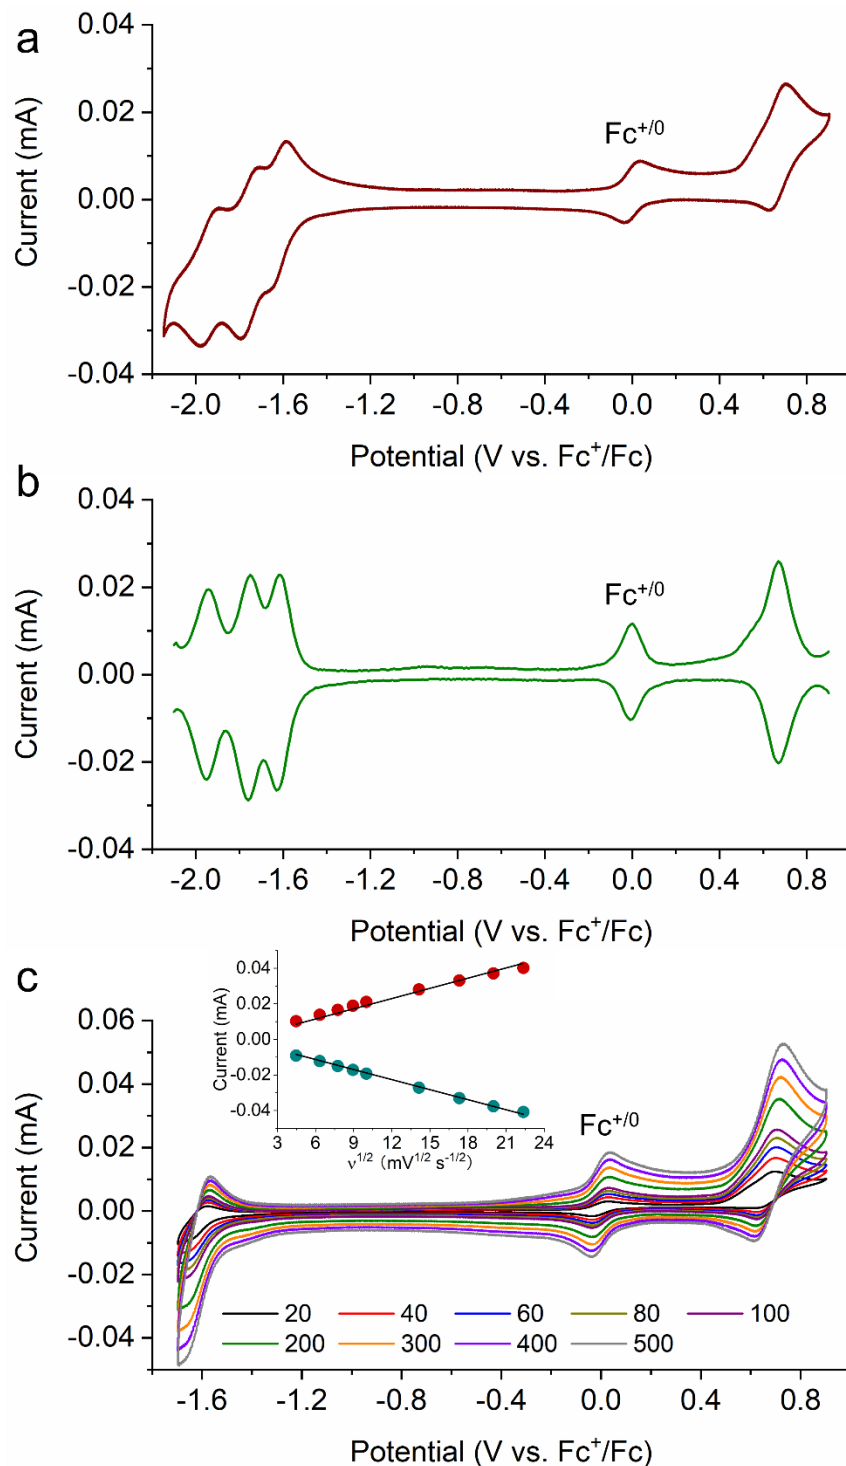 a
0.04
0.02
0.00
-0.02
-0.04
Current (mA)
Fc+/0
-2.0 -1.6 -1.2 -0.8 -0.4 0.0 0.4 0.8
Potential (V vs. Fc+/Fc)
b
0.04
0.02
0.00
-0.02
-0.04
Current (mA)
Fc+/0
-2.0 -1.6 -1.2 -0.8 -0.4 0.0 0.4 0.8
Potential (V vs. Fc+/Fc)
c
0.04
0.02
0.00
-0.02
-0.04
Current (mA)
3 6 9 12 15 18 21 24
ν1/2 (mV1/2 s-1/2)
0.06
0.04
0.02
0.00
-0.02
-0.04
Current (mA)
Fc+/0
20 40 60 80 100
200 300 400 500
-1.6 -1.2 -0.8 -0.4 0.0 0.4 0.8
Potential (V vs. Fc+/Fc)